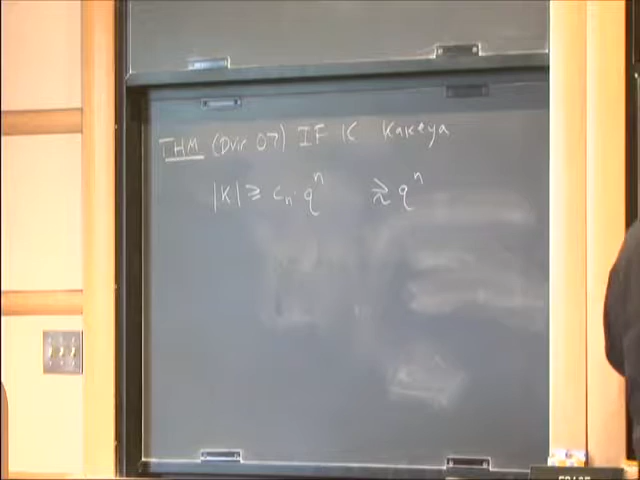 THM (Dvir 07) IF K Kakeya
|K| ≥ cₙ · qⁿ ⪆ qⁿ